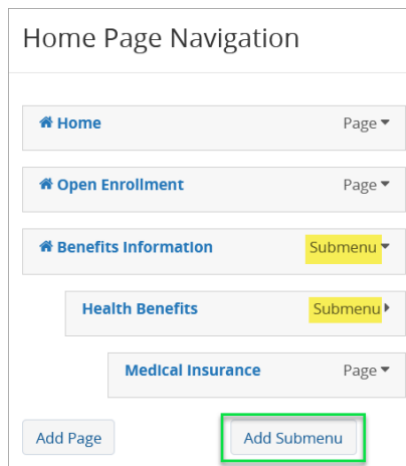 Home Page Navigation
Home Page
Open Enrollment Page
Benefits Information Submenu
Health Benefits Submenu
Medical Insurance Page
Add Page Add Submenu